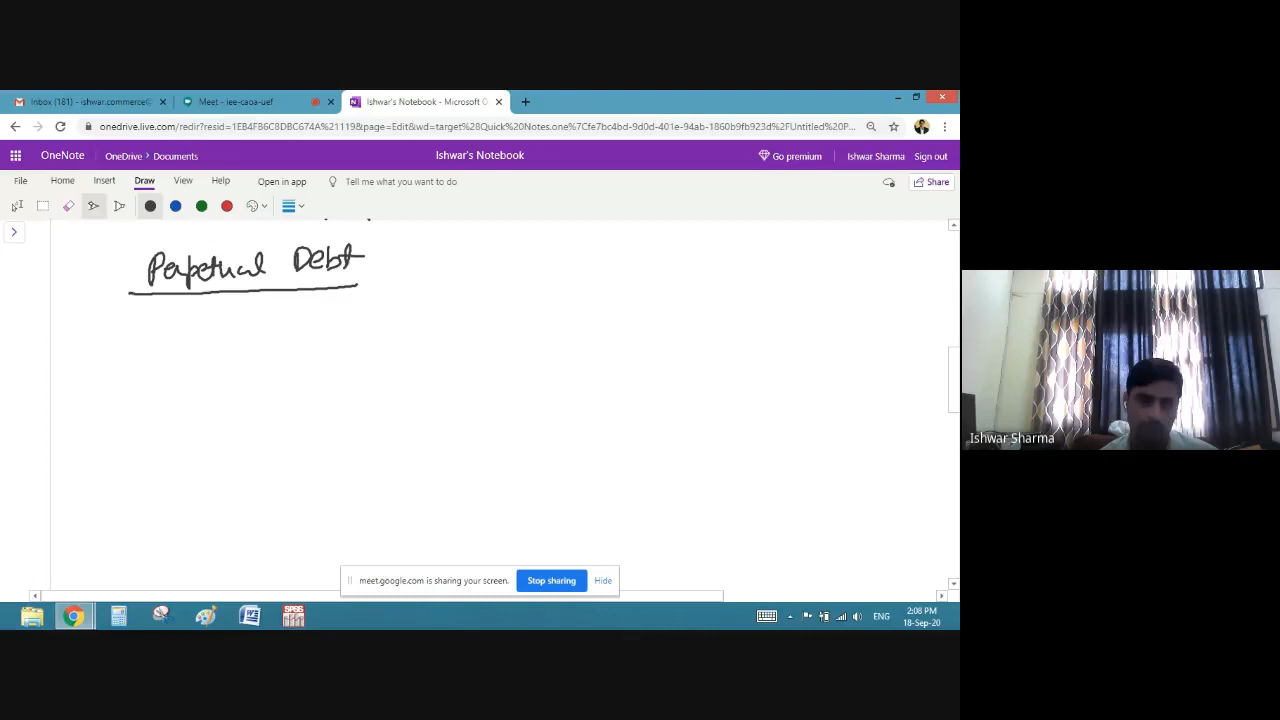 Inbox (181) - ishwar.commerce@
Meet - iee-caoa-uef
Ishwar's Notebook - Microsoft O
onedrive.live.com/redir?resid=1EB4FB6C8DBC674A%21119&page=Edit&wd=target%28Quick%20Notes.one%7Cfe7bc4bd-9d0d-401e-94ab-1860b9fb923d%2FUntitled%20P...
OneNote
OneDrive > Documents
Ishwar's Notebook
Go premium
Ishwar Sharma
Sign out
File Home Insert Draw View Help Open in app Tell me what you want to do Share
Perpetual Debt
Ishwar Sharma
meet.google.com is sharing your screen. Stop sharing Hide
SPSS
ENG
2:08 PM
18-Sep-20